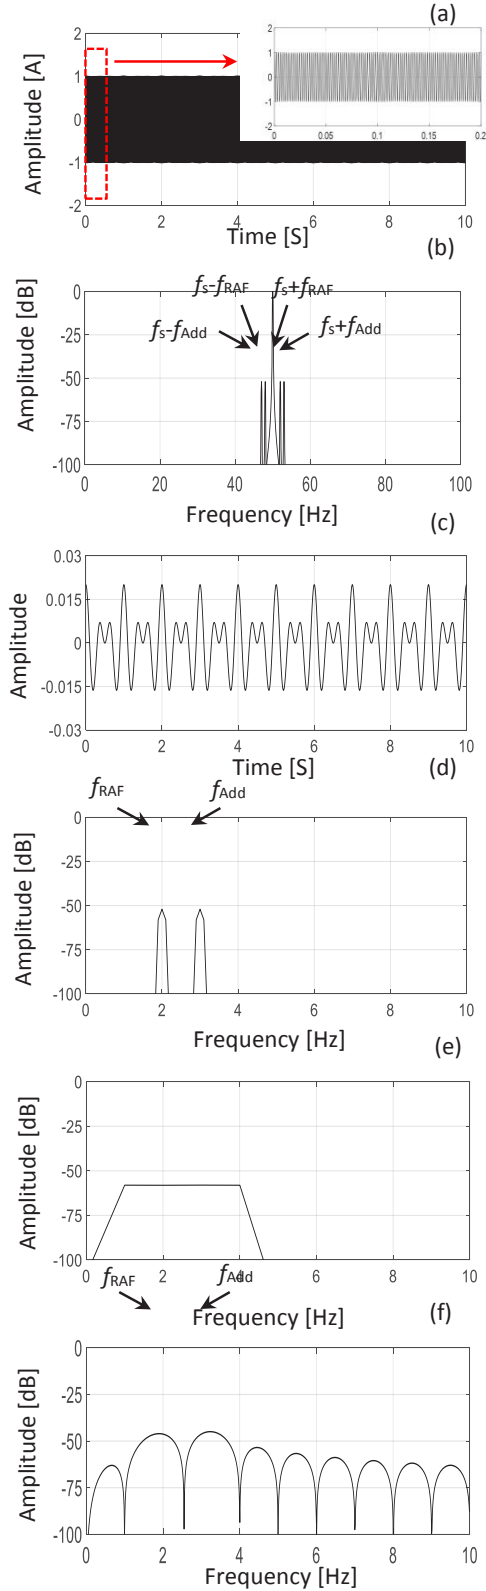 (a)
Amplitude [A]
2
1
0
-1
-2
2
1
0
-1
-2
0
0.05
0.1
0.15
0.2
0 2 4 6 8 10
Time [S]
(b)
Amplitude [dB]
0
-25
-50
-75
-100
fs-fRAF
fs+fRAF
fs-fAdd
fs+fAdd
0 20 40 60 80 100
Frequency [Hz]
(c)
Amplitude
0.03
0.015
0
-0.015
-0.03
0 2 4 6 8 10
Time [S]
(d)
fRAF
fAdd
Amplitude [dB]
0
-25
-50
-75
-100
0 2 4 6 8 10
Frequency [Hz]
(e)
Amplitude [dB]
0
-25
-50
-75
-100
0 2 4 6 8 10
fRAF
fAdd
Frequency [Hz]
(f)
Amplitude [dB]
0
-25
-50
-75
-100
0 2 4 6 8 10
Frequency [Hz]